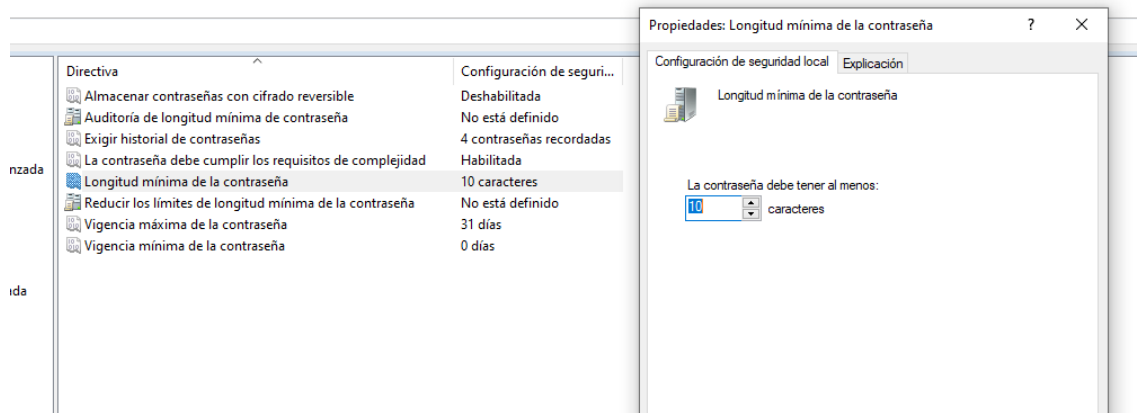 Propiedades: Longitud mínima de la contraseña ? X
Configuración de seguridad local Explicación
Longitud mínima de la contraseña
La contraseña debe tener al menos:
10 caracteres
Directiva Configuración de seguri...
Almacenar contraseñas con cifrado reversible Deshabilitada
Auditoría de longitud mínima de contraseña No está definido
Exigir historial de contraseñas 4 contraseñas recordadas
La contraseña debe cumplir los requisitos de complejidad Habilitada
Longitud mínima de la contraseña 10 caracteres
Reducir los límites de longitud mínima de la contraseña No está definido
Vigencia máxima de la contraseña 31 días
Vigencia mínima de la contraseña 0 días
nzada